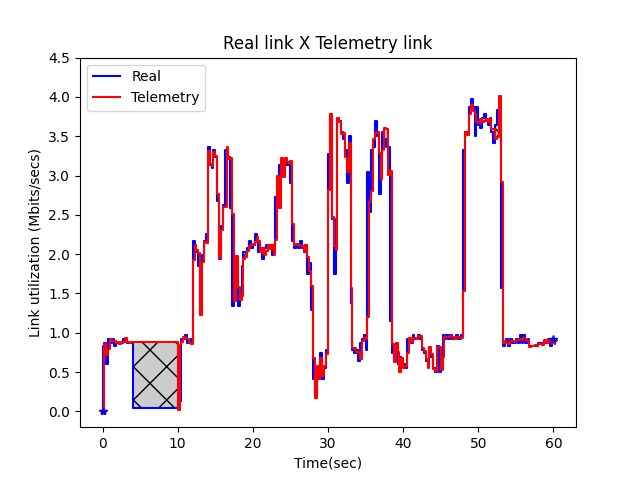 Real link X Telemetry link
Real
Telemetry
Link utilization (Mbits/secs)
4.5
4.0
3.5
3.0
2.5
2.0
1.5
1.0
0.5
0.0
0 10 20 30 40 50 60
Time(sec)